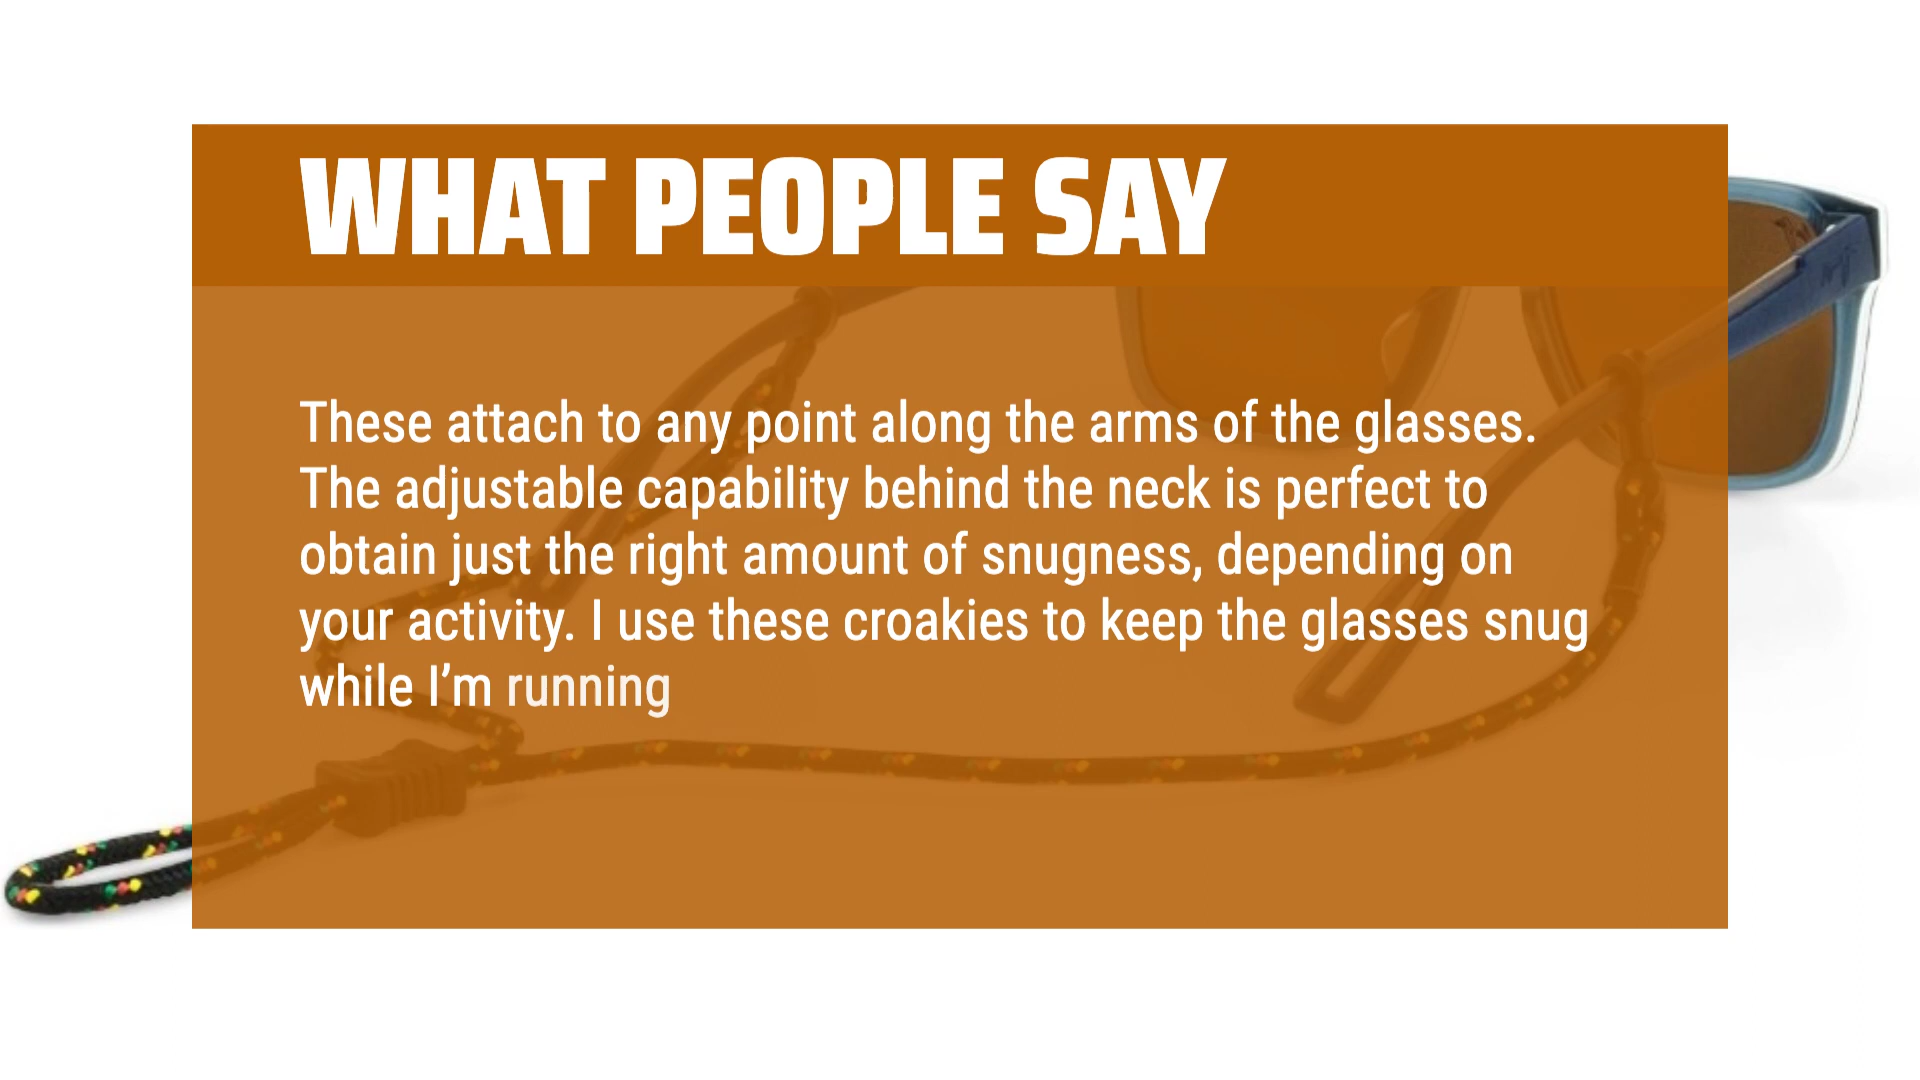 WHAT PEOPLE SAY
These attach to any point along the arms of the glasses.
The adjustable capability behind the neck is perfect to
obtain just the right amount of snugness, depending on
your activity. I use these croakies to keep the glasses snug
while I’m running